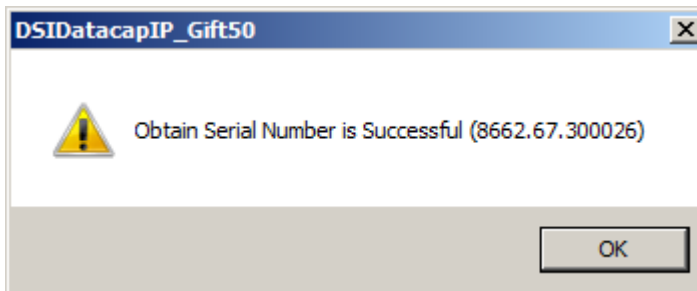 DSIDatacapIP_Gift50
Obtain Serial Number is Successful (8662.67.300026)
OK